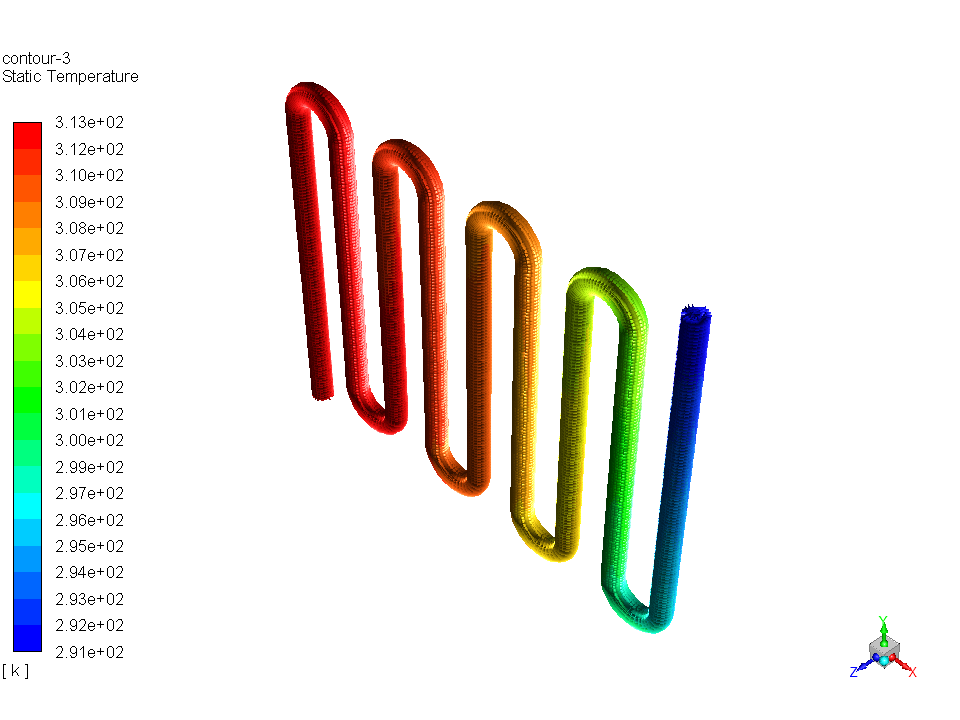 contour-3
Static Temperature
3.13e+02
3.12e+02
3.10e+02
3.09e+02
3.08e+02
3.07e+02
3.06e+02
3.05e+02
3.04e+02
3.03e+02
3.02e+02
3.01e+02
3.00e+02
2.99e+02
2.97e+02
2.96e+02
2.95e+02
2.94e+02
2.93e+02
2.92e+02
2.91e+02
[ k ]
Y
Z
X